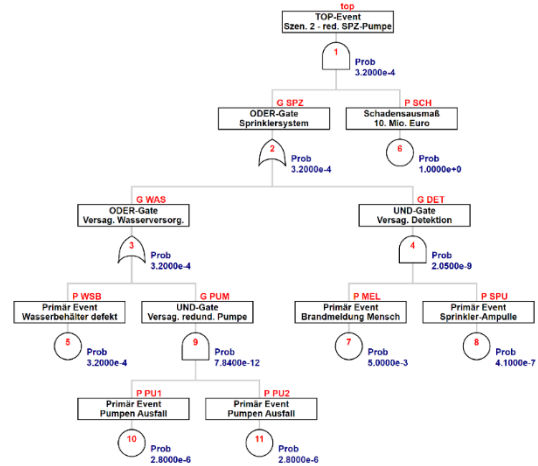 top
TOP-Event
Szen. 2 - red. SPZ-Pumpe
1
Prob
3.2000e-4
G SPZ
ODER-Gate
Sprinklersystem
2
Prob
3.2000e-4
P SCH
Schadensausmaß
10. Mio. Euro
6
Prob
1.0000e+0
G WAS
ODER-Gate
Versag. Wasserversorg.
3
Prob
3.2000e-4
G DET
UND-Gate
Versag. Detektion
4
Prob
2.0500e-9
P WSB
Primär Event
Wasserbehälter defekt
5
Prob
3.2000e-4
G PUM
UND-Gate
Versag. redund. Pumpe
9
Prob
7.8400e-12
P MEL
Primär Event
Brandmeldung Mensch
7
Prob
5.0000e-3
P SPU
Primär Event
Sprinkler-Ampulle
8
Prob
4.1000e-7
P PU1
Primär Event
Pumpen Ausfall
10
Prob
2.8000e-6
P PU2
Primär Event
Pumpen Ausfall
11
Prob
2.8000e-6